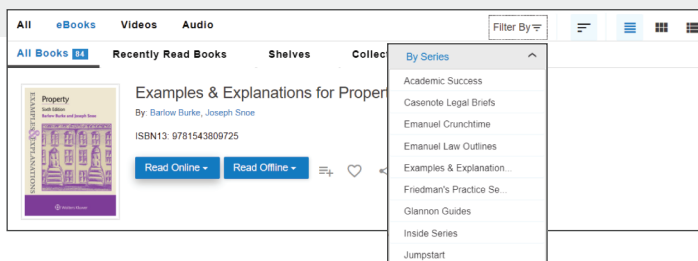 All eBooks Videos Audio Filter By
All Books 84 Recently Read Books Shelves Collect
By Series
Academic Success
Casenote Legal Briefs
Emanuel Crunchtime
Emanuel Law Outlines
Examples & Explanation...
Friedman's Practice Se...
Glannon Guides
Inside Series
Jumpstart
Examples & Explanations for Propert
By: Barlow Burke, Joseph Snoe
ISBN13: 9781543809725
Read Online Read Offline
EXAMPLES & EXPLANATIONS
Property
Sixth Edition
Barlow Burke and Joseph Snoe
Wolters Kluwer